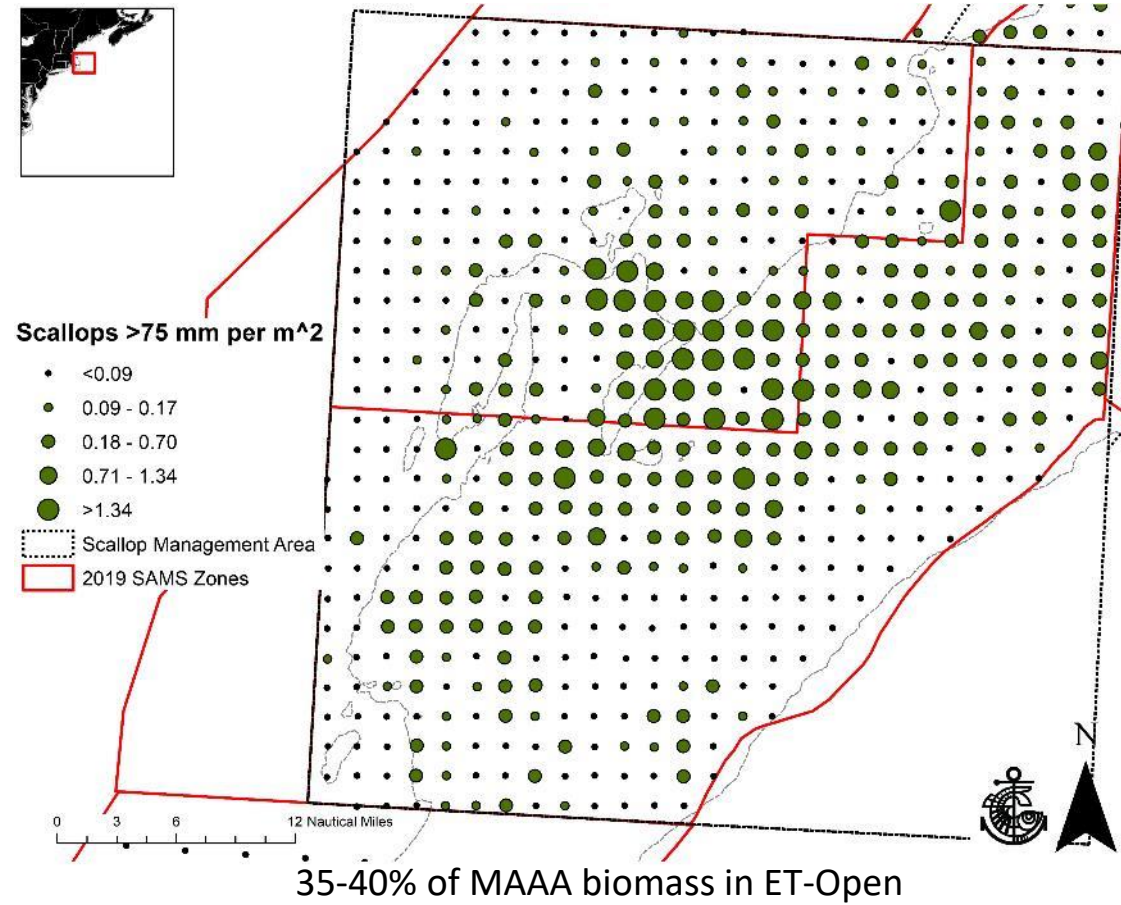 Scallops >75 mm per m^2
<0.09
0.09 - 0.17
0.18 - 0.70
0.71 - 1.34
>1.34
Scallop Management Area
2019 SAMS Zones
N
0 3 6 12 Nautical Miles
35-40% of MAAA biomass in ET-Open